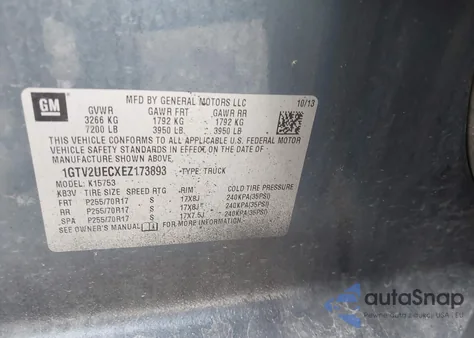 GM
MFD BY GENERAL MOTORS LLC 10/13
GVWR GAWR FRT GAWR RR
3266 KG 1792 KG 1792 KG
7200 LB 3950 LB 3950 LB
THIS VEHICLE CONFORMS TO ALL APPLICABLE U.S. FEDERAL MOTOR
VEHICLE SAFETY STANDARDS IN EFFECT ON THE DATE OF
MANUFACTURE SHOWN ABOVE.
1GTV2UECXEZ173893 TYPE: TRUCK
MODEL: K15753
KB3V TIRE SIZE SPEED RTG RIM COLD TIRE PRESSURE
FRT P255/70R17 S 17X8J 240KPA(35PSI)
RR P255/70R17 S 17X8J 240KPA(35PSI)
SPA P255/70R17 S 17X7.5J 240KPA(35PSI)
SEE OWNER'S MANUAL
autoSnap